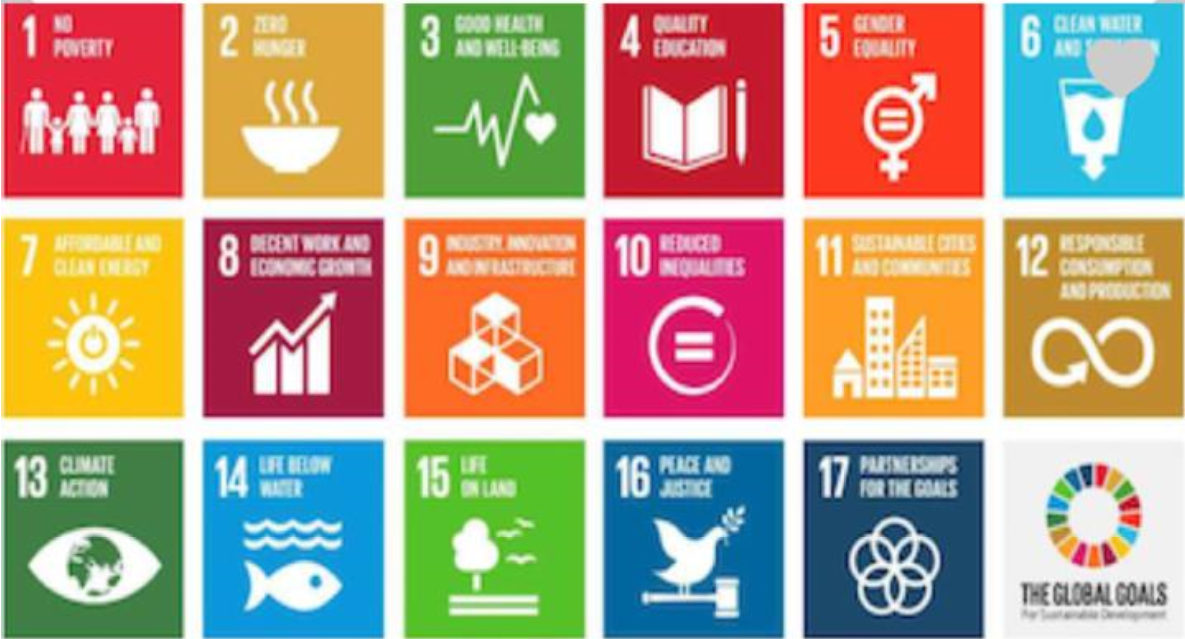 1 NO
POVERTY
2 ZERO
HUNGER
3 GOOD HEALTH
AND WELL-BEING
4 QUALITY
EDUCATION
5 GENDER
EQUALITY
6 CLEAN WATER
AND
7 AFFORDABLE AND
CLEAN ENERGY
8 DECENT WORK AND
ECONOMIC GROWTH
9 INDUSTRY, INNOVATION
AND INFRASTRUCTURE
10 REDUCED
INEQUALITIES
11 SUSTAINABLE CITIES
AND COMMUNITIES
12 RESPONSIBLE
CONSUMPTION
AND PRODUCTION
13 CLIMATE
ACTION
14 LIFE BELOW
WATER
15 LIFE
ON LAND
16 PEACE AND
JUSTICE
17 PARTNERSHIPS
FOR THE GOALS
THE GLOBAL GOALS
For Sustainable Development